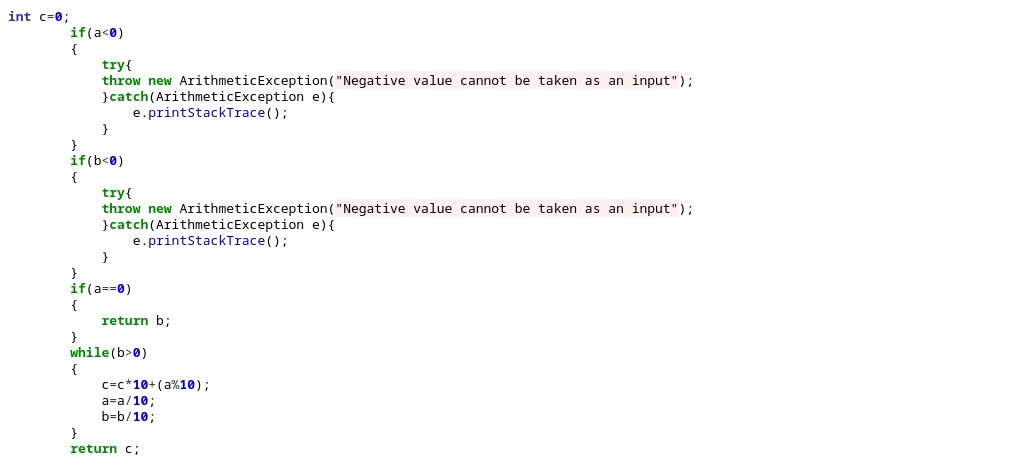 int c=0;
        if(a<0)
        {
            try{
            throw new ArithmeticException("Negative value cannot be taken as an input");
            }catch(ArithmeticException e){
                e.printStackTrace();
            }
        }
        if(b<0)
        {
            try{
            throw new ArithmeticException("Negative value cannot be taken as an input");
            }catch(ArithmeticException e){
                e.printStackTrace();
            }
        }
        if(a==0)
        {
            return b;
        }
        while(b>0)
        {
            c=c*10+(a%10);
            a=a/10;
            b=b/10;
        }
        return c;